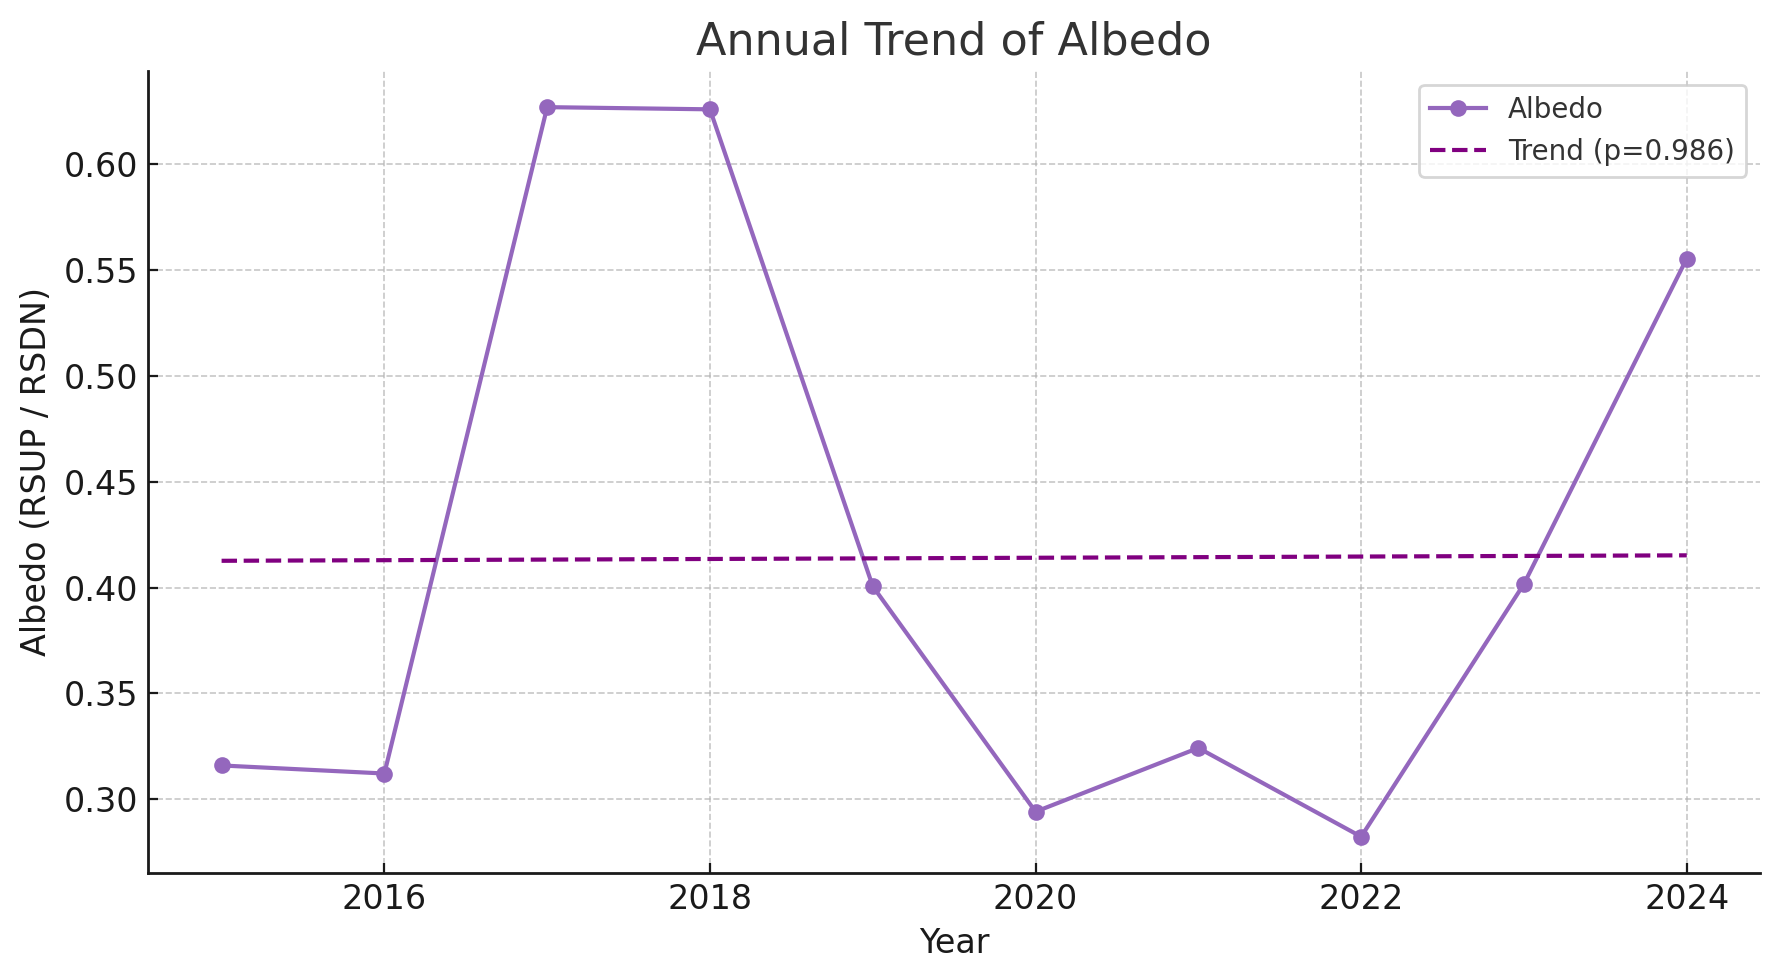 Annual Trend of Albedo
Albedo
Trend (p=0.986)
Albedo (RSUP / RSDN)
0.60
0.55
0.50
0.45
0.40
0.35
0.30
2016 2018 2020 2022 2024
Year